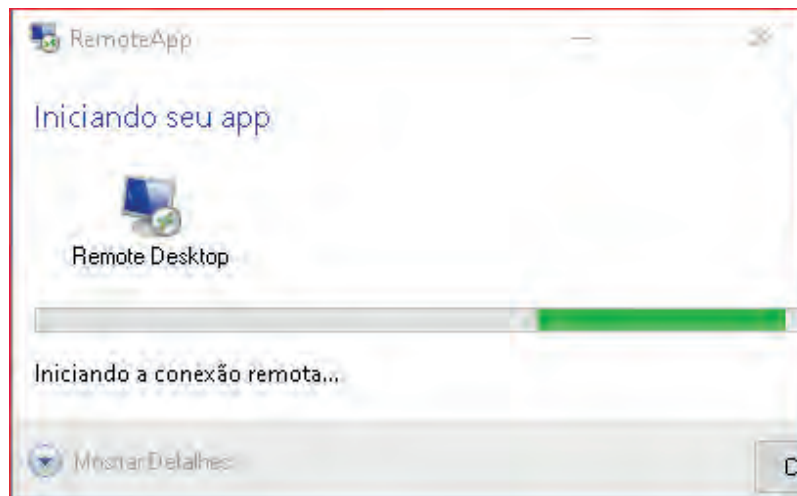 RemoteApp
Iniciando seu app
Remote Desktop
Iniciando a conexão remota...
Mostrar Detalhes